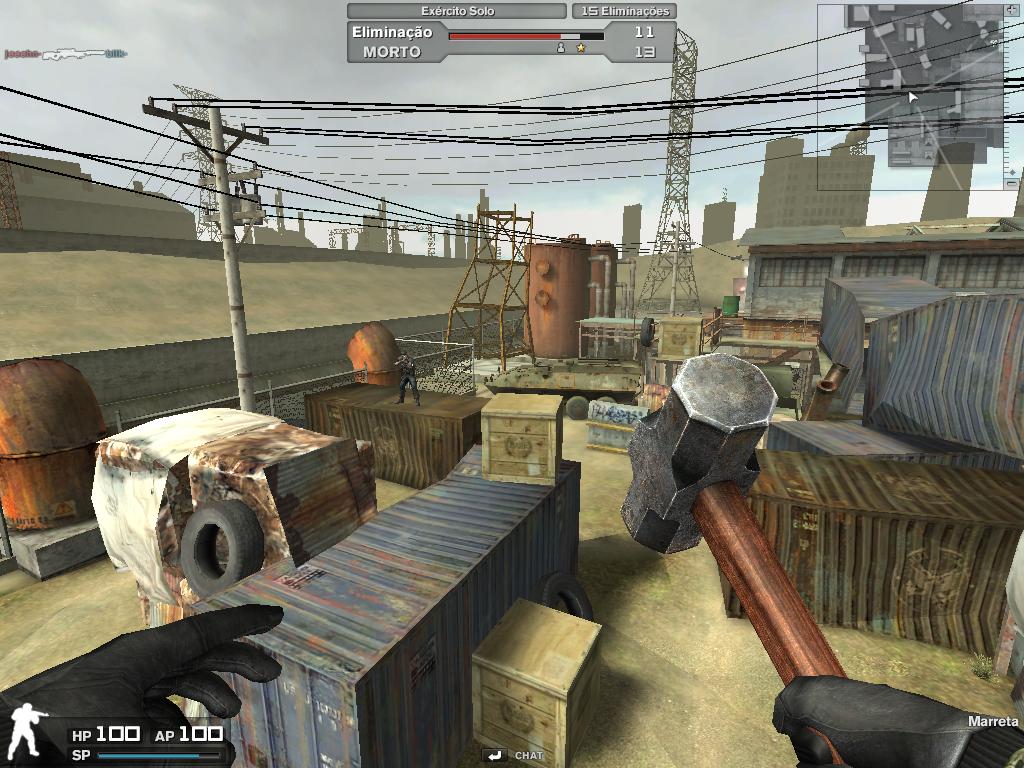 Exército Solo 15 Eliminações
Eliminação 11
MORTO 13
HP 100 AP 100
SP
CHAT
Marreta